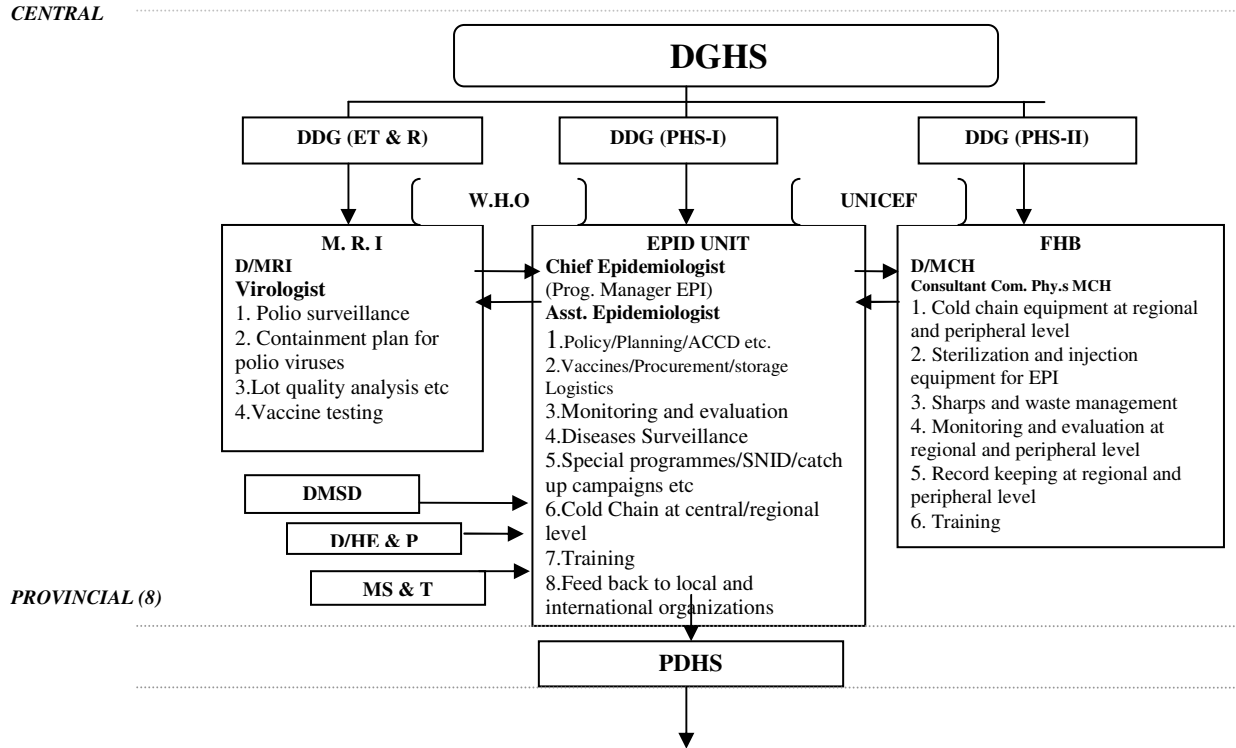 CENTRAL
DGHS
DDG (ET & R)
DDG (PHS-I)
DDG (PHS-II)
W.H.O
UNICEF
M. R. I
D/MRI
Virologist
1. Polio surveillance
2. Containment plan for
polio viruses
3.Lot quality analysis etc
4.Vaccine testing
EPID UNIT
Chief Epidemiologist
(Prog. Manager EPI)
Asst. Epidemiologist
1.Policy/Planning/ACCD etc.
2.Vaccines/Procurement/storage
Logistics
3.Monitoring and evaluation
4.Diseases Surveillance
5.Special programmes/SNID/catch
up campaigns etc
6.Cold Chain at central/regional
level
7.Training
8.Feed back to local and
international organizations
FHB
D/MCH
Consultant Com. Phy.s MCH
1. Cold chain equipment at regional
and peripheral level
2. Sterilization and injection
equipment for EPI
3. Sharps and waste management
4. Monitoring and evaluation at
regional and peripheral level
5. Record keeping at regional and
peripheral level
6. Training
DMSD
D/HE & P
MS & T
PROVINCIAL (8)
PDHS